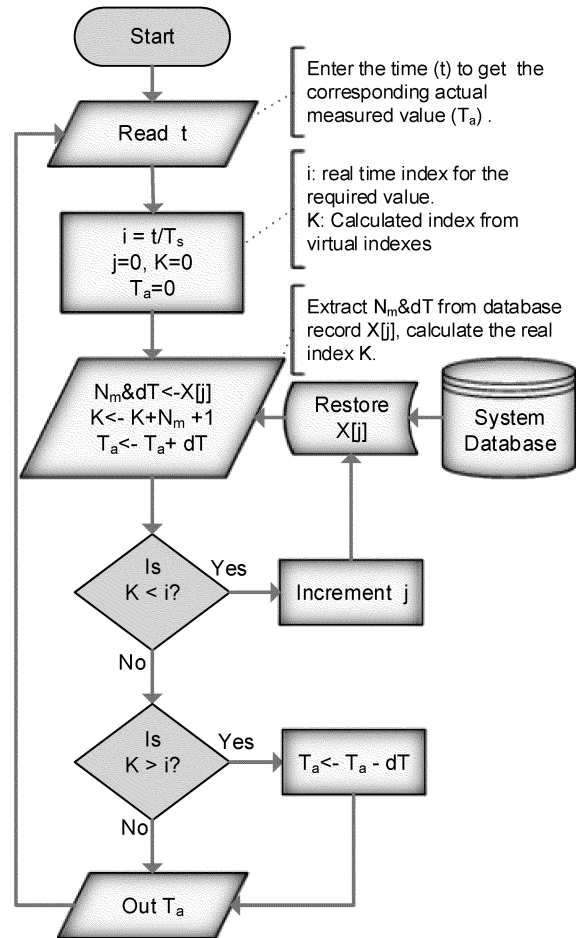 Start
Enter the time (t) to get the
corresponding actual
measured value (Tₐ) .
Read t
i: real time index for the
required value.
K: Calculated index from
virtual indexes
i = t/Tₛ
j=0, K=0
Tₐ=0
Extract Nₘ&dT from database
record X[j], calculate the real
index K.
Nₘ&dT<-X[j]
K<- K+Nₘ +1
Tₐ<- Tₐ+ dT
Restore
X[j]
System
Database
Is
K < i?
Yes
Increment j
No
Is
K > i?
Yes
Tₐ<- Tₐ - dT
No
Out Tₐ